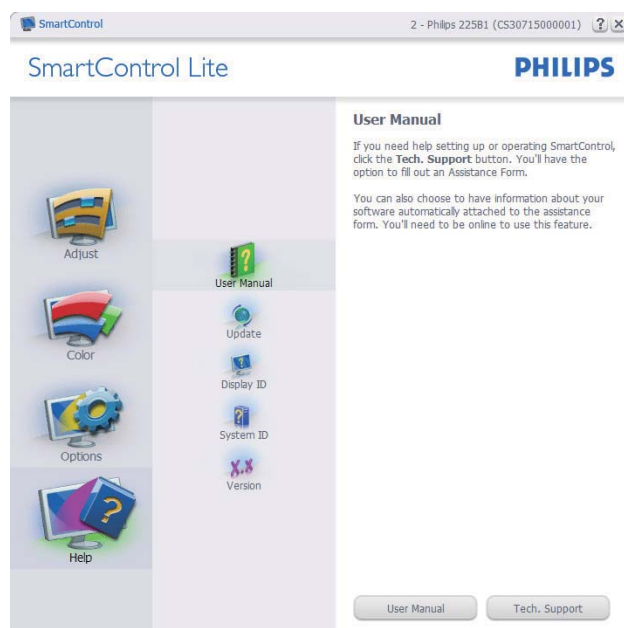 SmartControl
2 - Philips 225B1 (CS30715000001)
?
X
SmartControl Lite
PHILIPS
Adjust
Color
Options
?
Help
?
User Manual
Update
?
Display ID
?
System ID
X.X
Version
User Manual
If you need help setting up or operating SmartControl,
click the Tech. Support button. You'll have the
option to fill out an Assistance Form.
You can also choose to have information about your
software automatically attached to the assistance
form. You'll need to be online to use this feature.
User Manual
Tech. Support